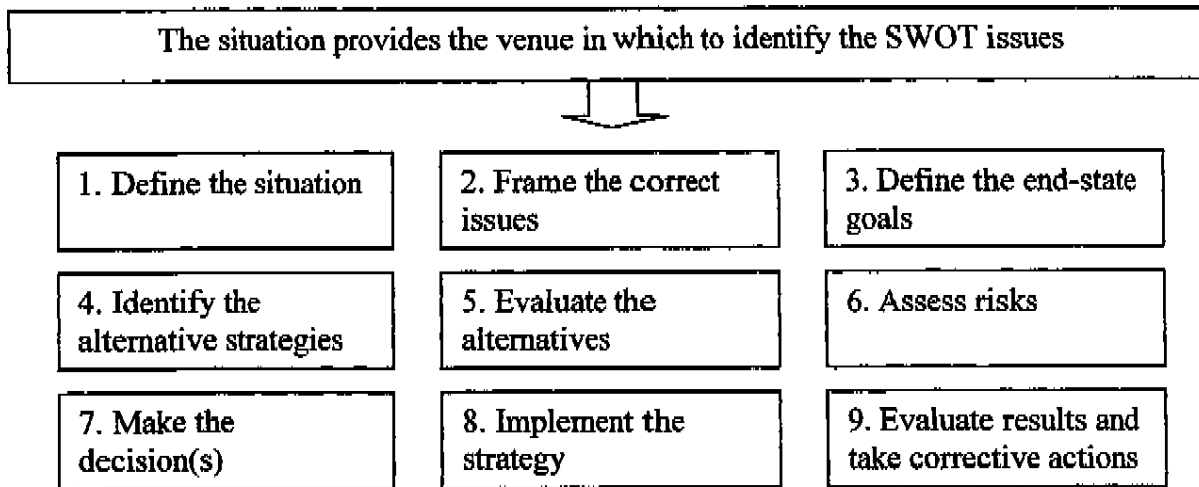 The situation provides the venue in which to identify the SWOT issues
1. Define the situation
2. Frame the correct
issues
3. Define the end-state
goals
4. Identify the
alternative strategies
5. Evaluate the
alternatives
6. Assess risks
7. Make the
decision(s)
8. Implement the
strategy
9. Evaluate results and
take corrective actions